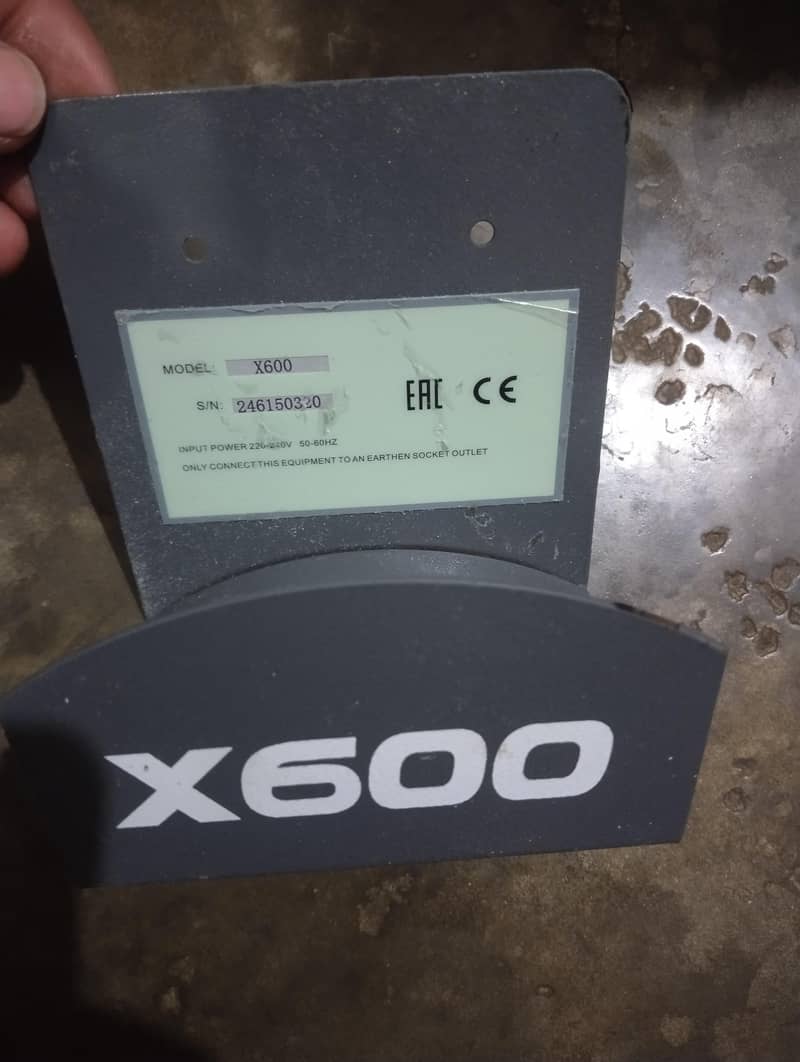 MODEL: X600
S/N: 246150320
EAC CE
INPUT POWER 220-240V 50-60HZ
ONLY CONNECT THIS EQUIPMENT TO AN EARTHEN SOCKET OUTLET
X600